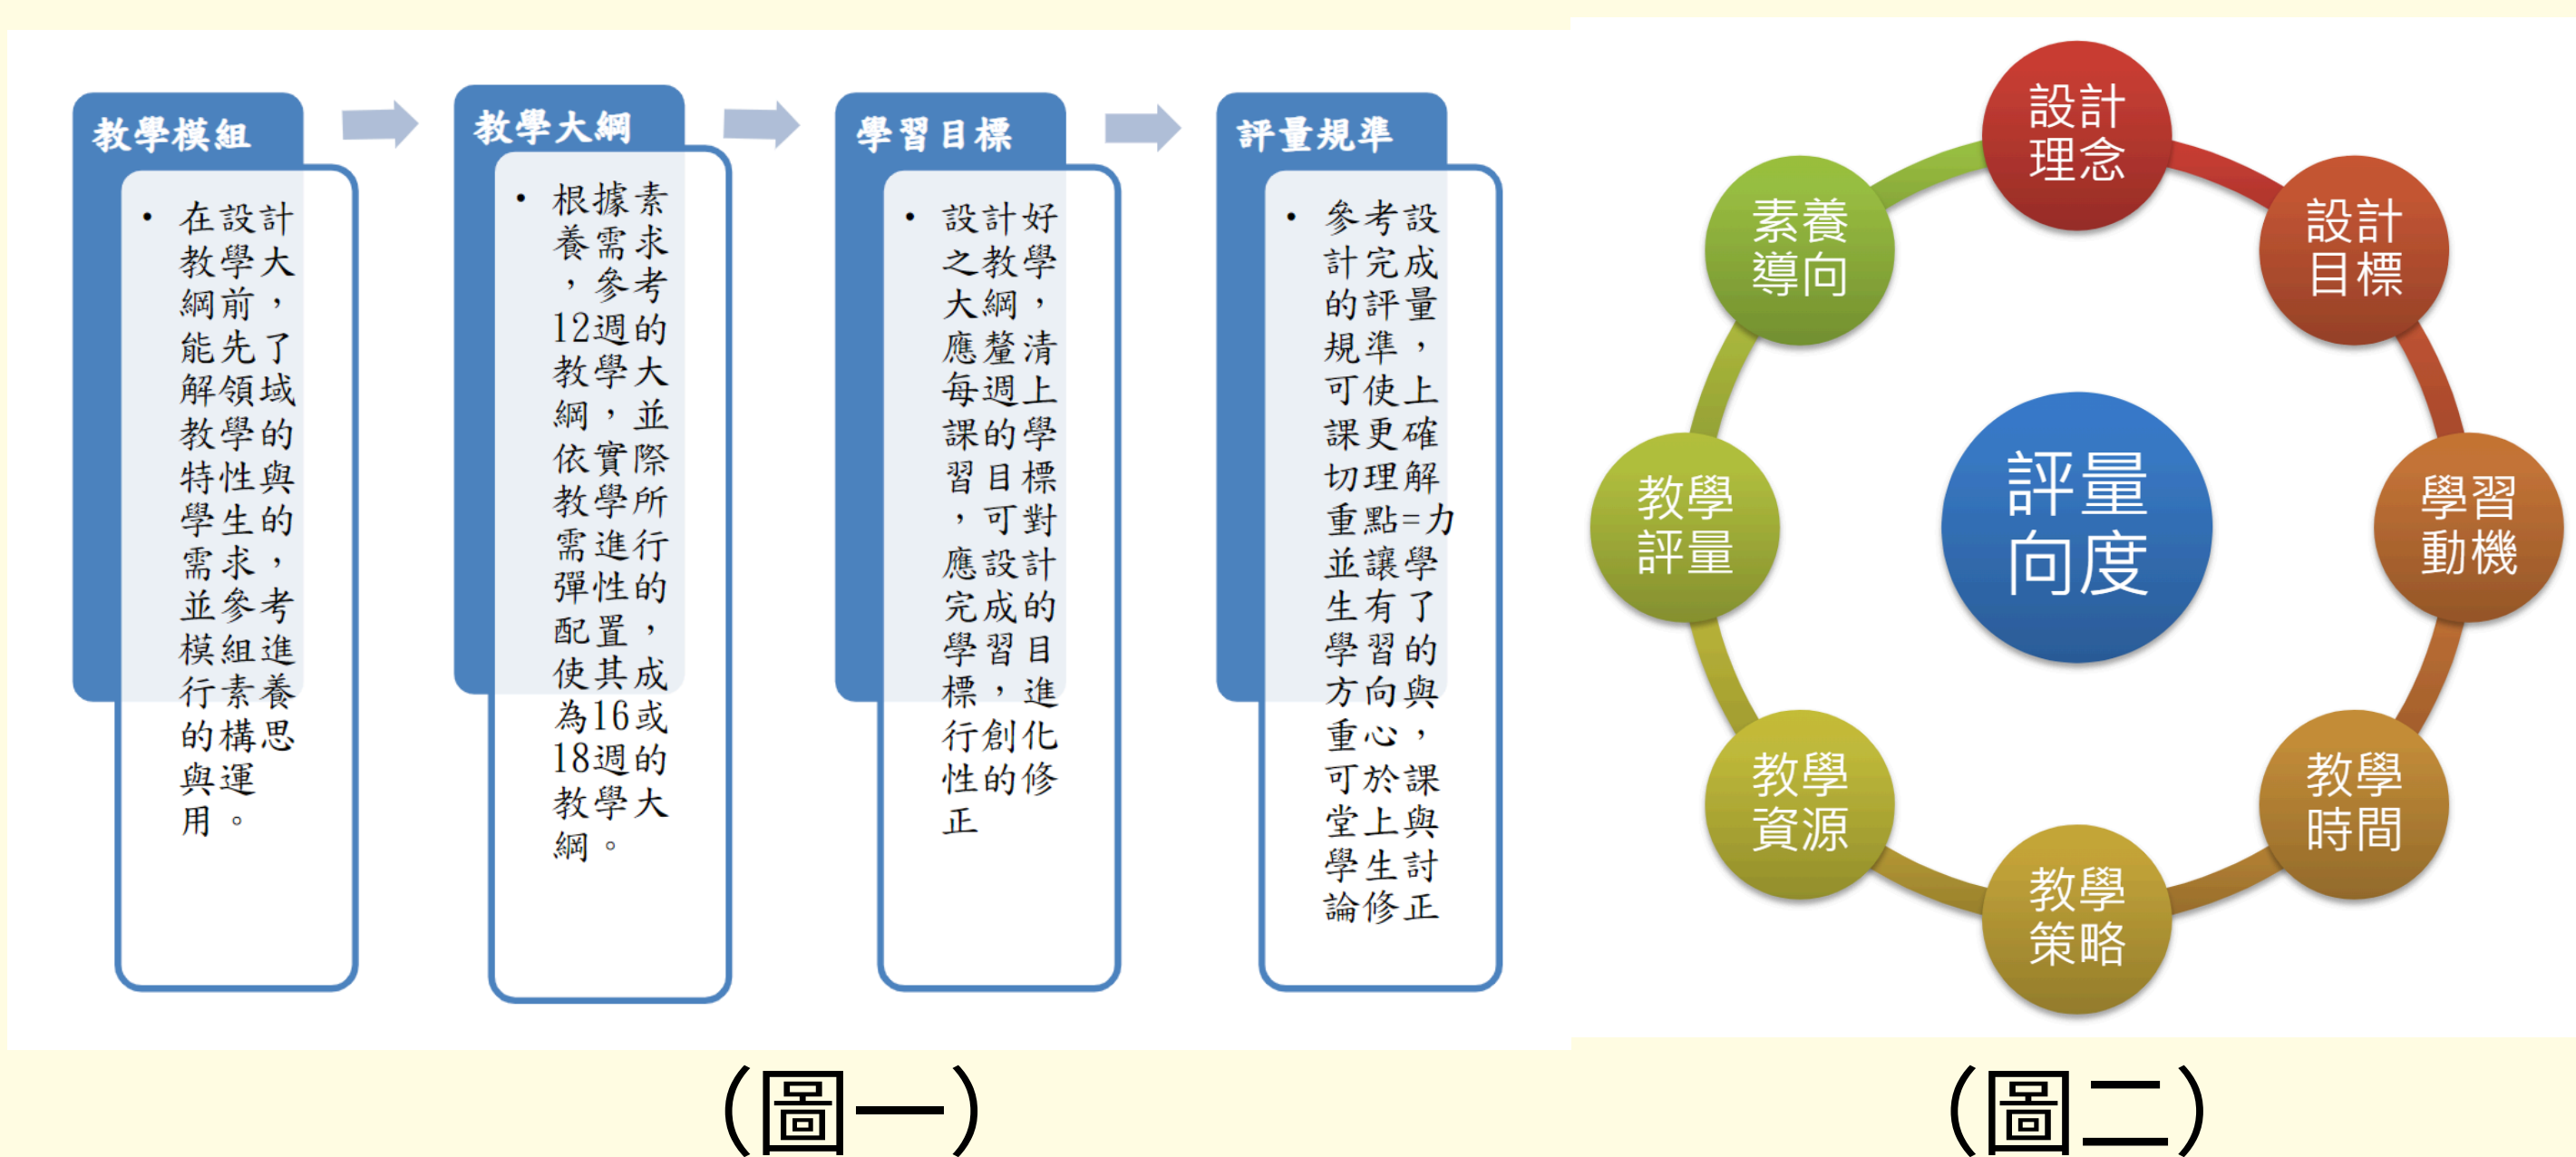 教學模組
• 在設計
教學大
綱前，
能先了
解領域
教學的
特性與
學生的
需求，
並參考
模組進
行素養
的構思
與運
用。
教學大綱
• 根據素
養需求
，參考
12週的
教學大
綱，並
依實際
教學所
需進行
彈性的
配置，
使其成
為16或
18週的
教學大
綱。
學習目標
• 設計好
之教學
大綱，
應釐清
每週上
課的學
習目標
，可對
應設計
完成的
學習目
標，進
行創化
性的修
正
評量規準
• 參考設
計完成
的評量
規準，
可使上
課更確
切理解
重點=力
並讓學
生有了
學習的
方向與
重心，
可於課
堂上與
學生討
論修正
（圖一）
評量
向度
設計
理念
設計
目標
學習
動機
教學
時間
教學
策略
教學
資源
教學
評量
素養
導向
（圖二）